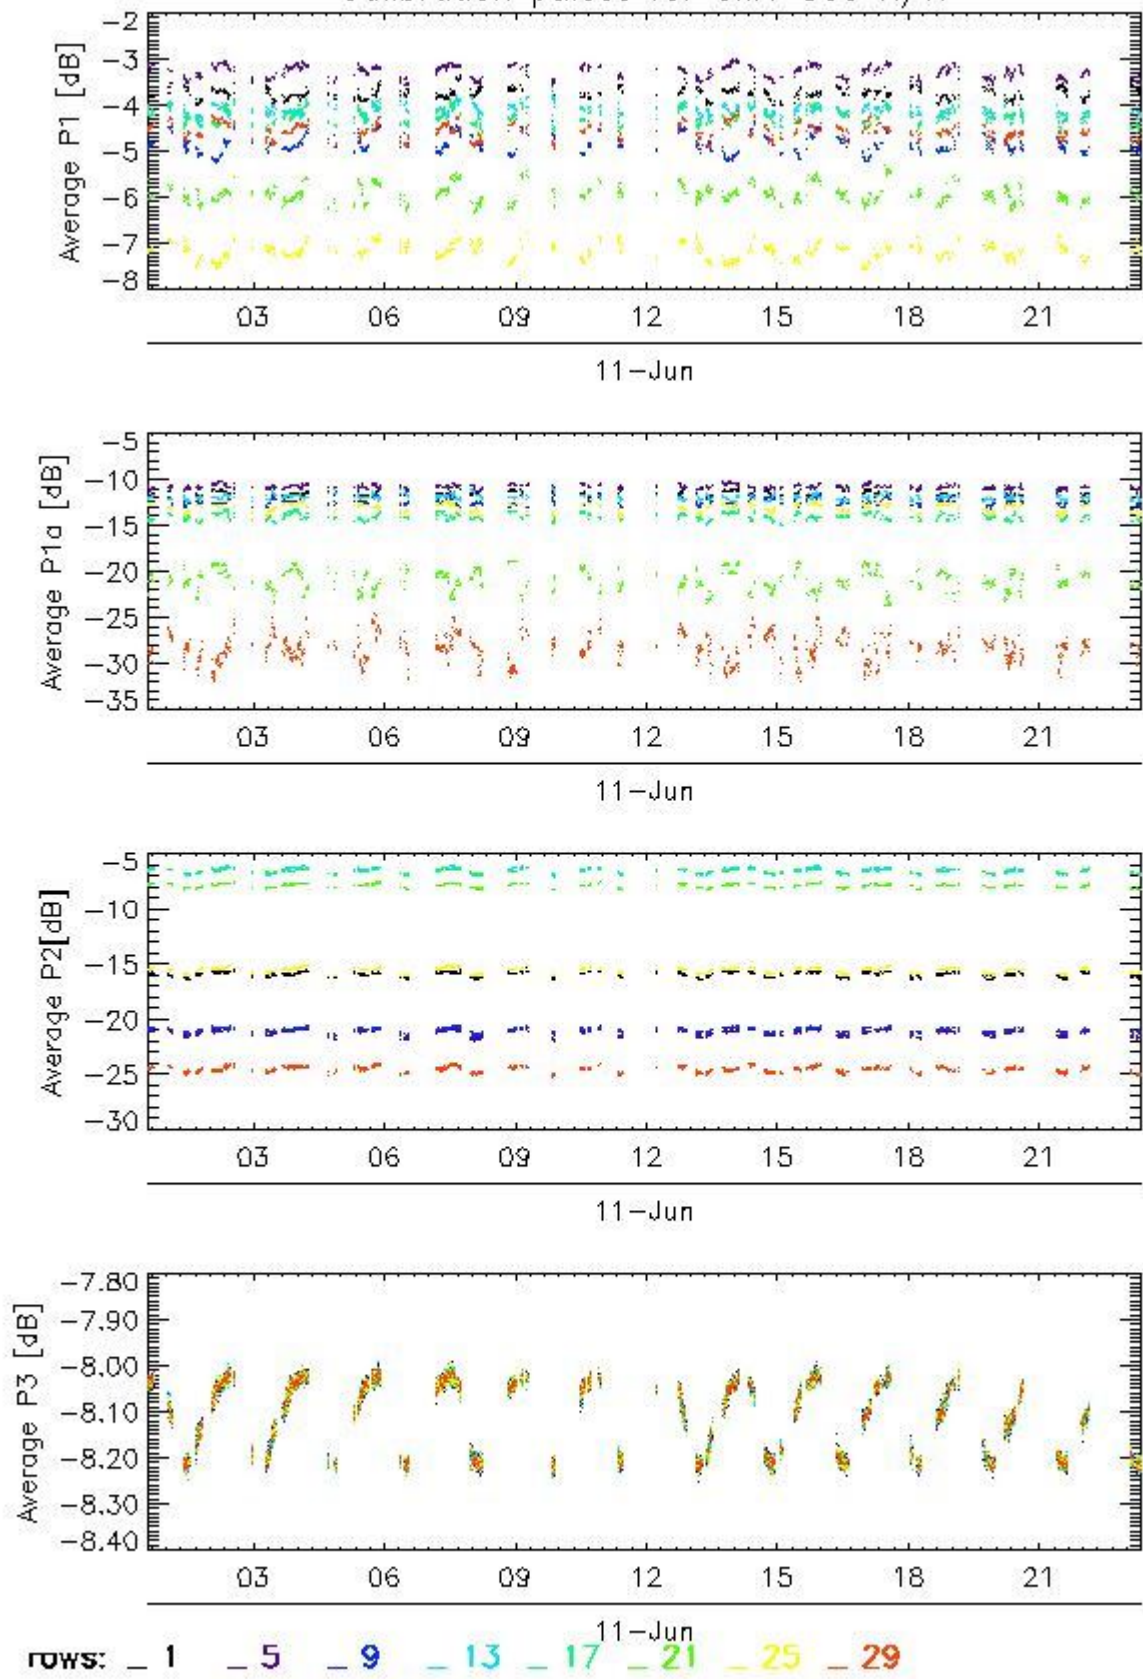 -2
-3
-4
-5
-6
-7
-8
Average P1 [dB]
03 06 09 12 15 18 21
11-Jun
-5
-10
-15
-20
-25
-30
-35
Average P1a [dB]
03 06 09 12 15 18 21
11-Jun
-5
-10
-15
-20
-25
-30
Average P2[dB]
03 06 09 12 15 18 21
11-Jun
-7.80
-7.90
-8.00
-8.10
-8.20
-8.30
-8.40
Average P3 [dB]
03 06 09 12 15 18 21
11-Jun
rows: _ 1 _ 5 _ 9 _ 13 _ 17 _ 21 _ 25 _ 29